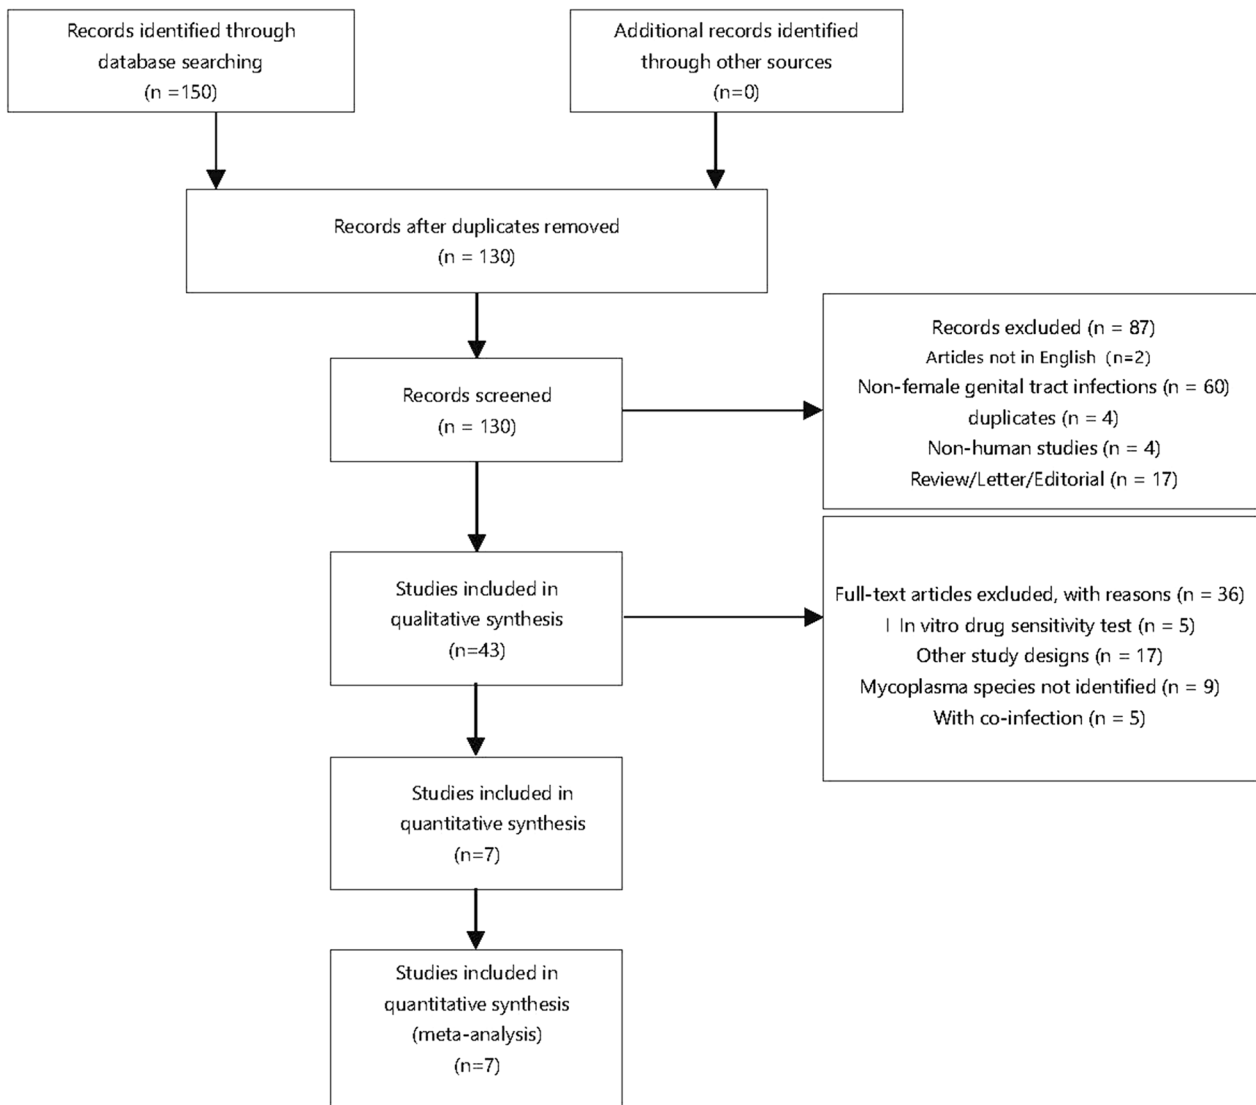 Records identified through
database searching
(n =150)
Additional records identified
through other sources
(n=0)
Records after duplicates removed
(n = 130)
Records screened
(n = 130)
Records excluded (n = 87)
Articles not in English (n=2)
Non-female genital tract infections (n = 60)
duplicates (n = 4)
Non-human studies (n = 4)
Review/Letter/Editorial (n = 17)
Studies included in
qualitative synthesis
(n=43)
Full-text articles excluded, with reasons (n = 36)
I In vitro drug sensitivity test (n = 5)
Other study designs (n = 17)
Mycoplasma species not identified (n = 9)
With co-infection (n = 5)
Studies included in
quantitative synthesis
(n=7)
Studies included in
quantitative synthesis
(meta-analysis)
(n=7)